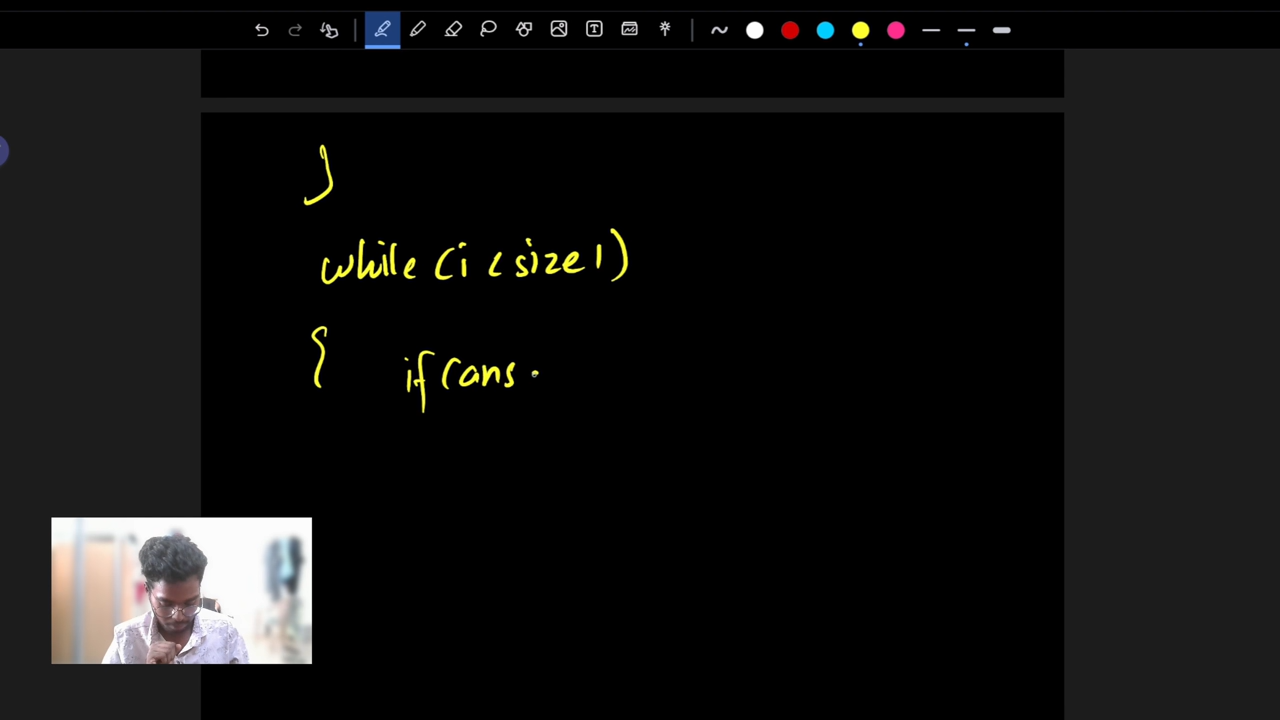 }
while (i < size1)
{ if (ans .